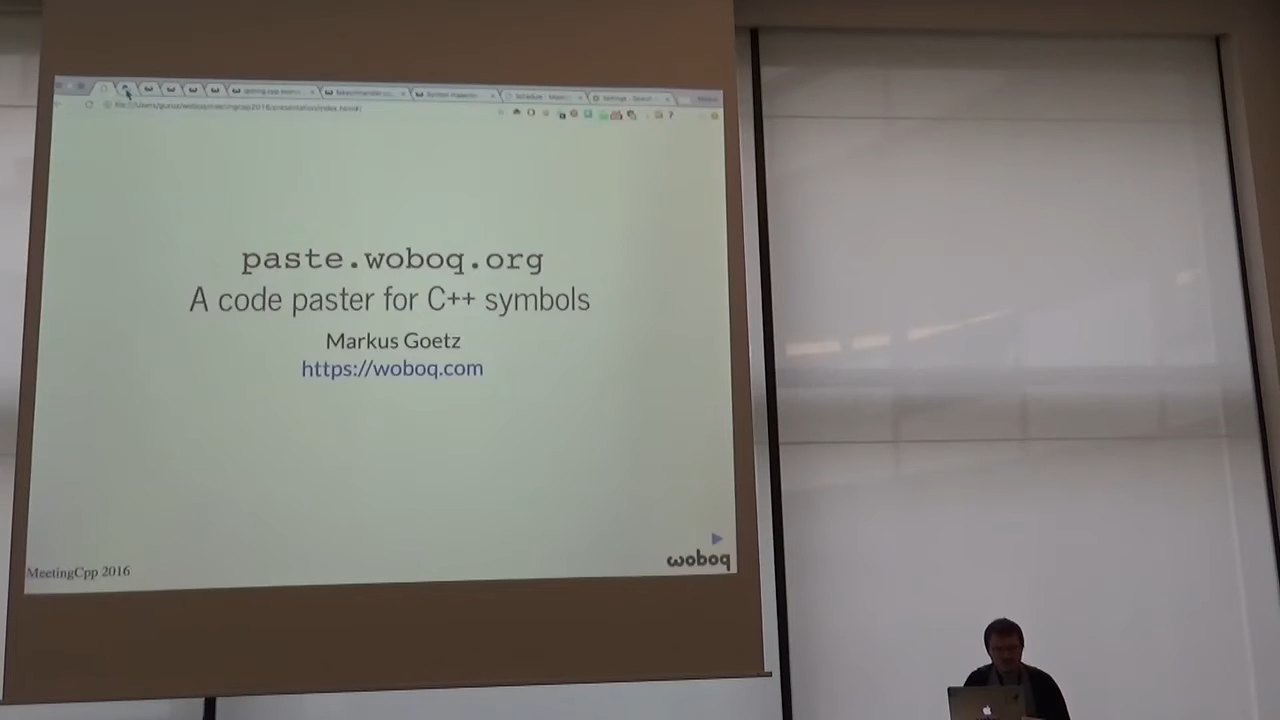 paste.woboq.org
A code paster for C++ symbols
Markus Goetz
https://woboq.com
MeetingCpp 2016
woboq